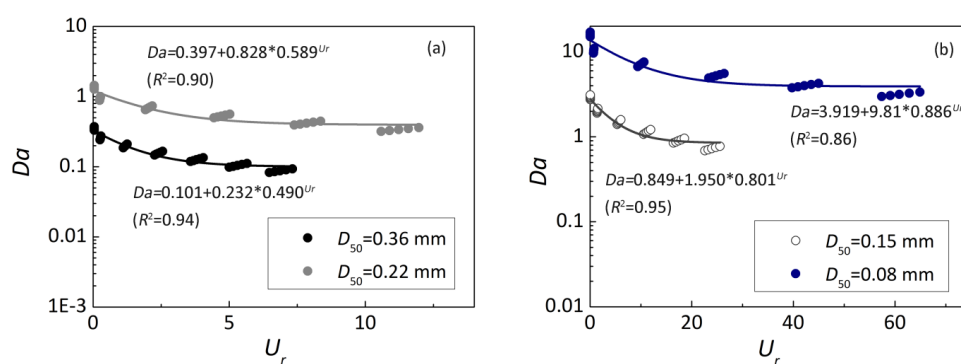 10
(a)
Da=0.397+0.828*0.589^Ur
(R²=0.90)
1
Da
0.1
Da=0.101+0.232*0.490^Ur
(R²=0.94)
0.01
D₅₀=0.36 mm
D₅₀=0.22 mm
1E-3
0 5 10
Uᵣ
(b)
10
3.919+9.81*0.886^Ur
(R²=0.86)
1
Da
Da=0.849+1.950*0.801^Ur
(R²=0.95)
0.1
D₅₀=0.15 mm
D₅₀=0.08 mm
0.01
0 20 40 60
Uᵣ